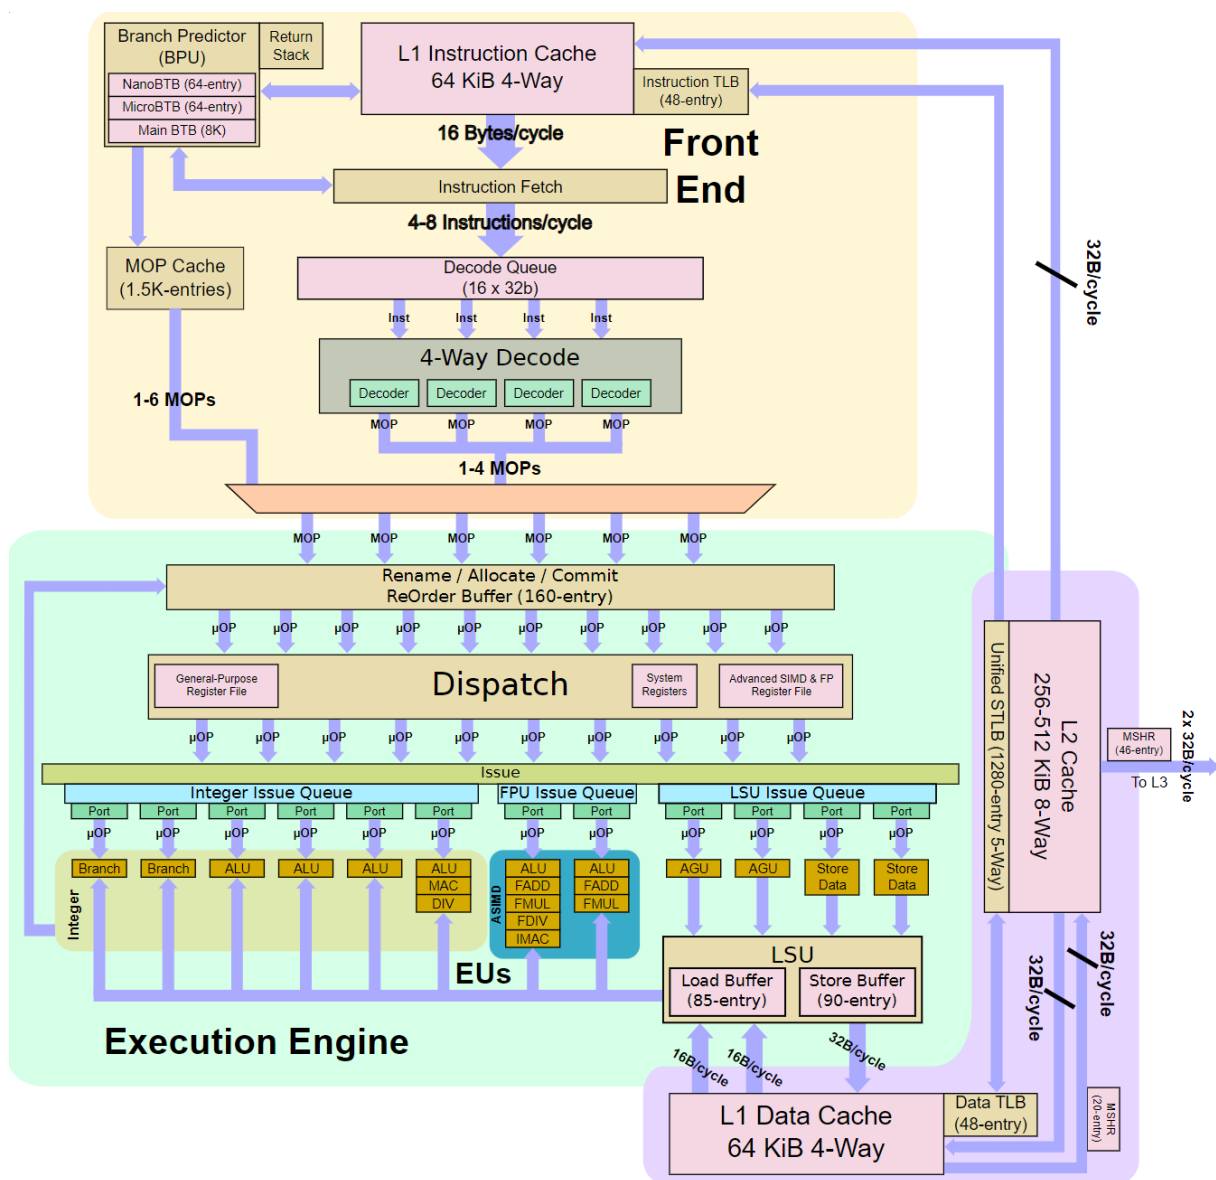 Branch Predictor
(BPU)
Return
Stack
NanoBTB (64-entry)
MicroBTB (64-entry)
Main BTB (8K)
L1 Instruction Cache
64 KiB 4-Way
Instruction TLB
(48-entry)
16 Bytes/cycle
Front
End
Instruction Fetch
4-8 Instructions/cycle
MOP Cache
(1.5K-entries)
Decode Queue
(16 x 32b)
Inst
Inst
Inst
Inst
4-Way Decode
Decoder
Decoder
Decoder
Decoder
MOP
MOP
MOP
MOP
1-6 MOPs
1-4 MOPs
32B/cycle
MOP
MOP
MOP
MOP
MOP
MOP
Rename / Allocate / Commit
ReOrder Buffer (160-entry)
µOP
µOP
µOP
µOP
µOP
µOP
µOP
µOP
µOP
µOP
General-Purpose
Register File
Dispatch
System
Registers
Advanced SIMD & FP
Register File
µOP
µOP
µOP
µOP
µOP
µOP
µOP
µOP
µOP
µOP
Issue
Integer Issue Queue
FPU Issue Queue
LSU Issue Queue
Port
Port
Port
Port
Port
Port
Port
Port
Port
Port
Port
Port
µOP
µOP
µOP
µOP
µOP
µOP
µOP
µOP
µOP
µOP
µOP
µOP
Integer
Branch
Branch
ALU
ALU
ALU
ALU
MAC
DIV
ASIMD
ALU
FADD
FMUL
FDIV
IMAC
ALU
FADD
FMUL
AGU
AGU
Store
Data
Store
Data
EUs
LSU
Load Buffer
(85-entry)
Store Buffer
(90-entry)
Execution Engine
16B/cycle
16B/cycle
32B/cycle
L1 Data Cache
64 KiB 4-Way
Data TLB
(48-entry)
MSHR
(20-entry)
32B/cycle
32B/cycle
Unified STLB (1280-entry 5-Way)
L2 Cache
256-512 KiB 8-Way
MSHR
(46-entry)
To L3
2x 32B/cycle